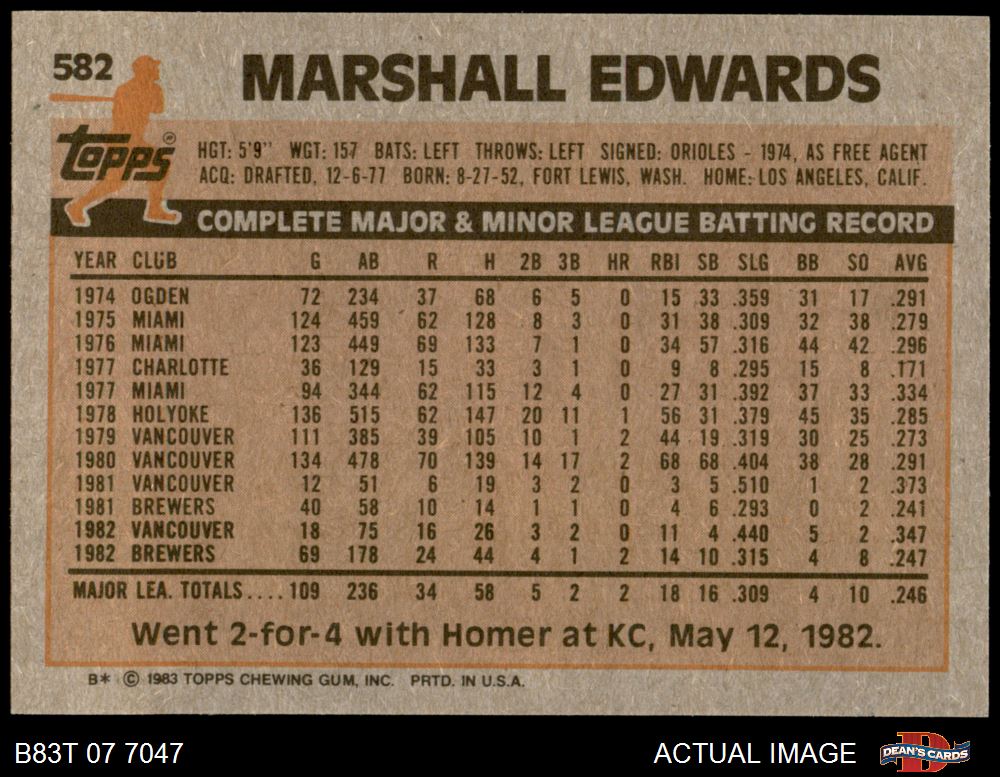 582
MARSHALL EDWARDS
Topps®
HGT: 5'9" WGT: 157 BATS: LEFT THROWS: LEFT SIGNED: ORIOLES - 1974, AS FREE AGENT
ACQ: DRAFTED, 12-6-77 BORN: 8-27-52, FORT LEWIS, WASH. HOME: LOS ANGELES, CALIF.
COMPLETE MAJOR & MINOR LEAGUE BATTING RECORD
YEAR CLUB G AB R H 2B 3B HR RBI SB SLG BB SO AVG
1974 OGDEN 72 234 37 68 6 5 0 15 33 .359 31 17 .291
1975 MIAMI 124 459 62 128 8 3 0 31 38 .309 32 38 .279
1976 MIAMI 123 449 69 133 7 1 0 34 57 .316 44 42 .296
1977 CHARLOTTE 36 129 15 33 3 1 0 9 8 .295 15 8 .171
1977 MIAMI 94 344 62 115 12 4 0 27 31 .392 37 33 .334
1978 HOLYOKE 136 515 62 147 20 11 1 56 31 .379 45 35 .285
1979 VANCOUVER 111 385 39 105 10 1 2 44 19 .319 30 25 .273
1980 VANCOUVER 134 478 70 139 14 17 2 68 68 .404 38 28 .291
1981 VANCOUVER 12 51 6 19 3 2 0 3 5 .510 1 2 .373
1981 BREWERS 40 58 10 14 1 1 0 4 6 .293 0 2 .241
1982 VANCOUVER 18 75 16 26 3 2 0 11 4 .440 5 2 .347
1982 BREWERS 69 178 24 44 4 1 2 14 10 .315 4 8 .247
MAJOR LEA. TOTALS.... 109 236 34 58 5 2 2 18 16 .309 4 10 .246
Went 2-for-4 with Homer at KC, May 12, 1982.
B* © 1983 TOPPS CHEWING GUM, INC. PRTD. IN U.S.A.
B83T 07 7047 ACTUAL IMAGE DEAN'S CARDS